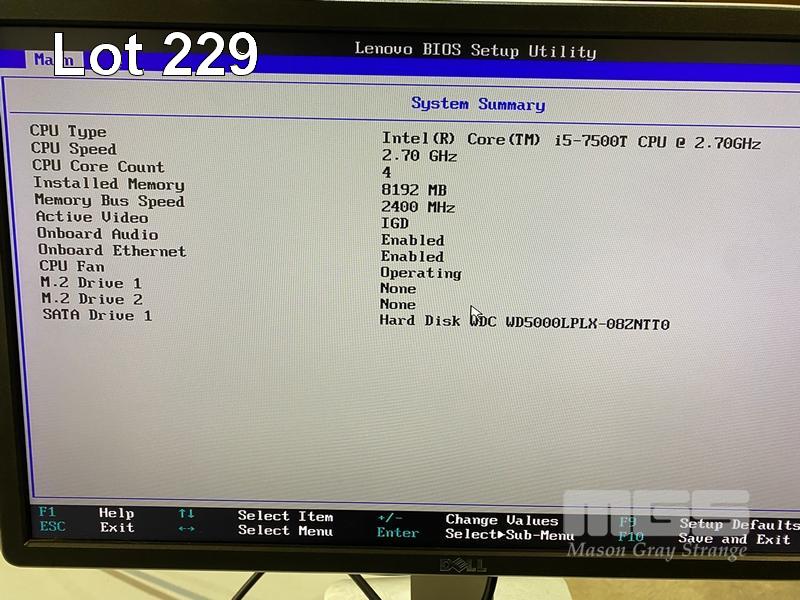 Lenovo BIOS Setup Utility
Lot 229
System Summary
CPU Type Intel(R) Core(TM) i5-7500T CPU @ 2.70GHz
CPU Speed 2.70 GHz
CPU Core Count 4
Installed Memory 8192 MB
Memory Bus Speed 2400 MHz
Active Video IGD
Onboard Audio Enabled
Onboard Ethernet Enabled
CPU Fan Operating
M.2 Drive 1 None
M.2 Drive 2 None
SATA Drive 1 Hard Disk WDC WD5000LPLX-08ZNTT0
F1 Help ↑↓ Select Item +/- Change Values F9 Setup Defaults
ESC Exit ←→ Select Menu Enter Select▶Sub-Menu F10 Save and Exit
MGS
Mason Gray Strange
DELL